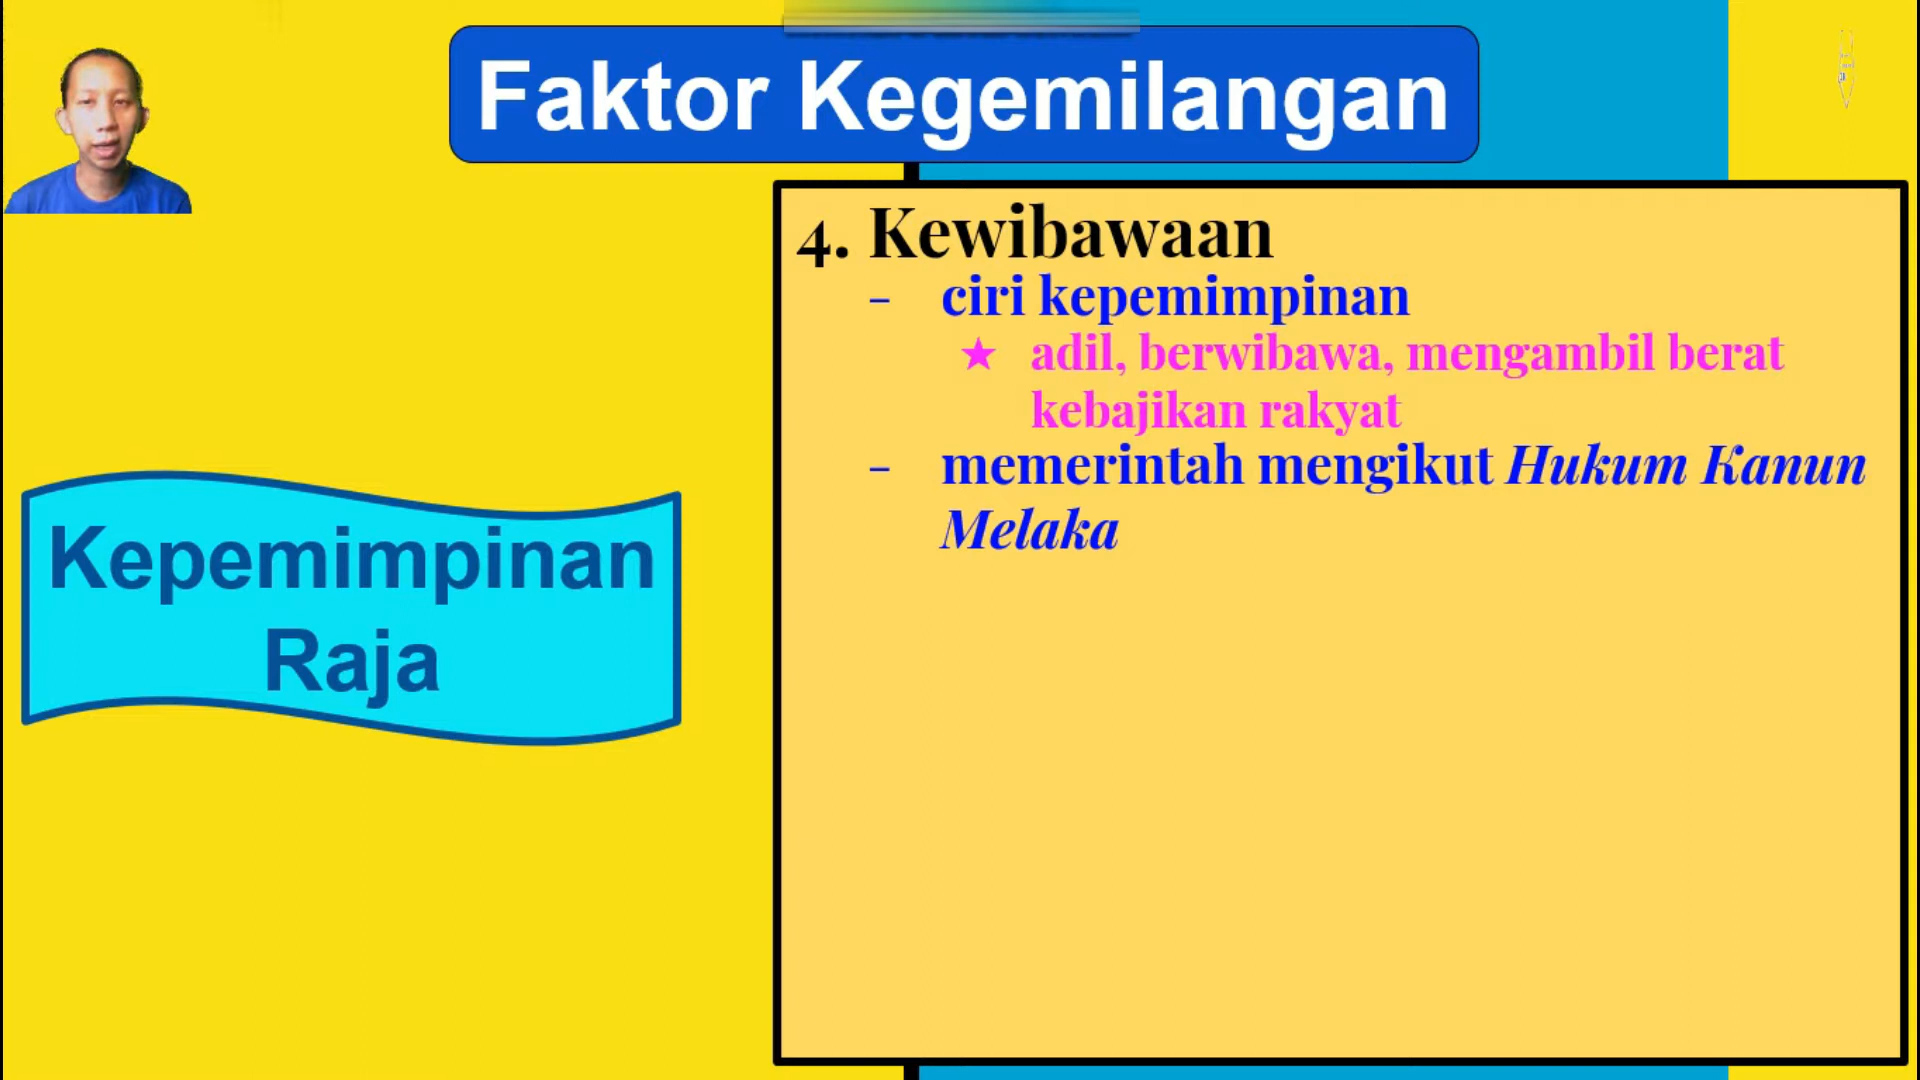 Faktor Kegemilangan
4. Kewibawaan
- ciri kepemimpinan
★ adil, berwibawa, mengambil berat
kebajikan rakyat
- memerintah mengikut Hukum Kanun
Melaka
Kepemimpinan
Raja